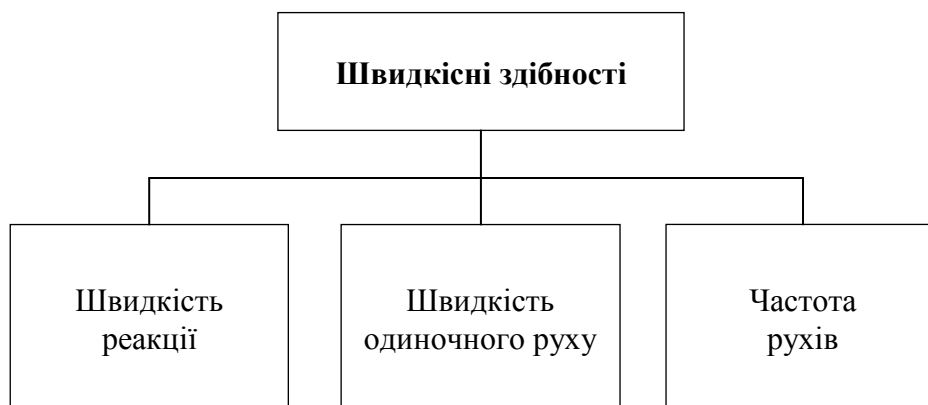 Швидкісні здібності
Швидкість
реакції
Швидкість
одиночного руху
Частота
рухів